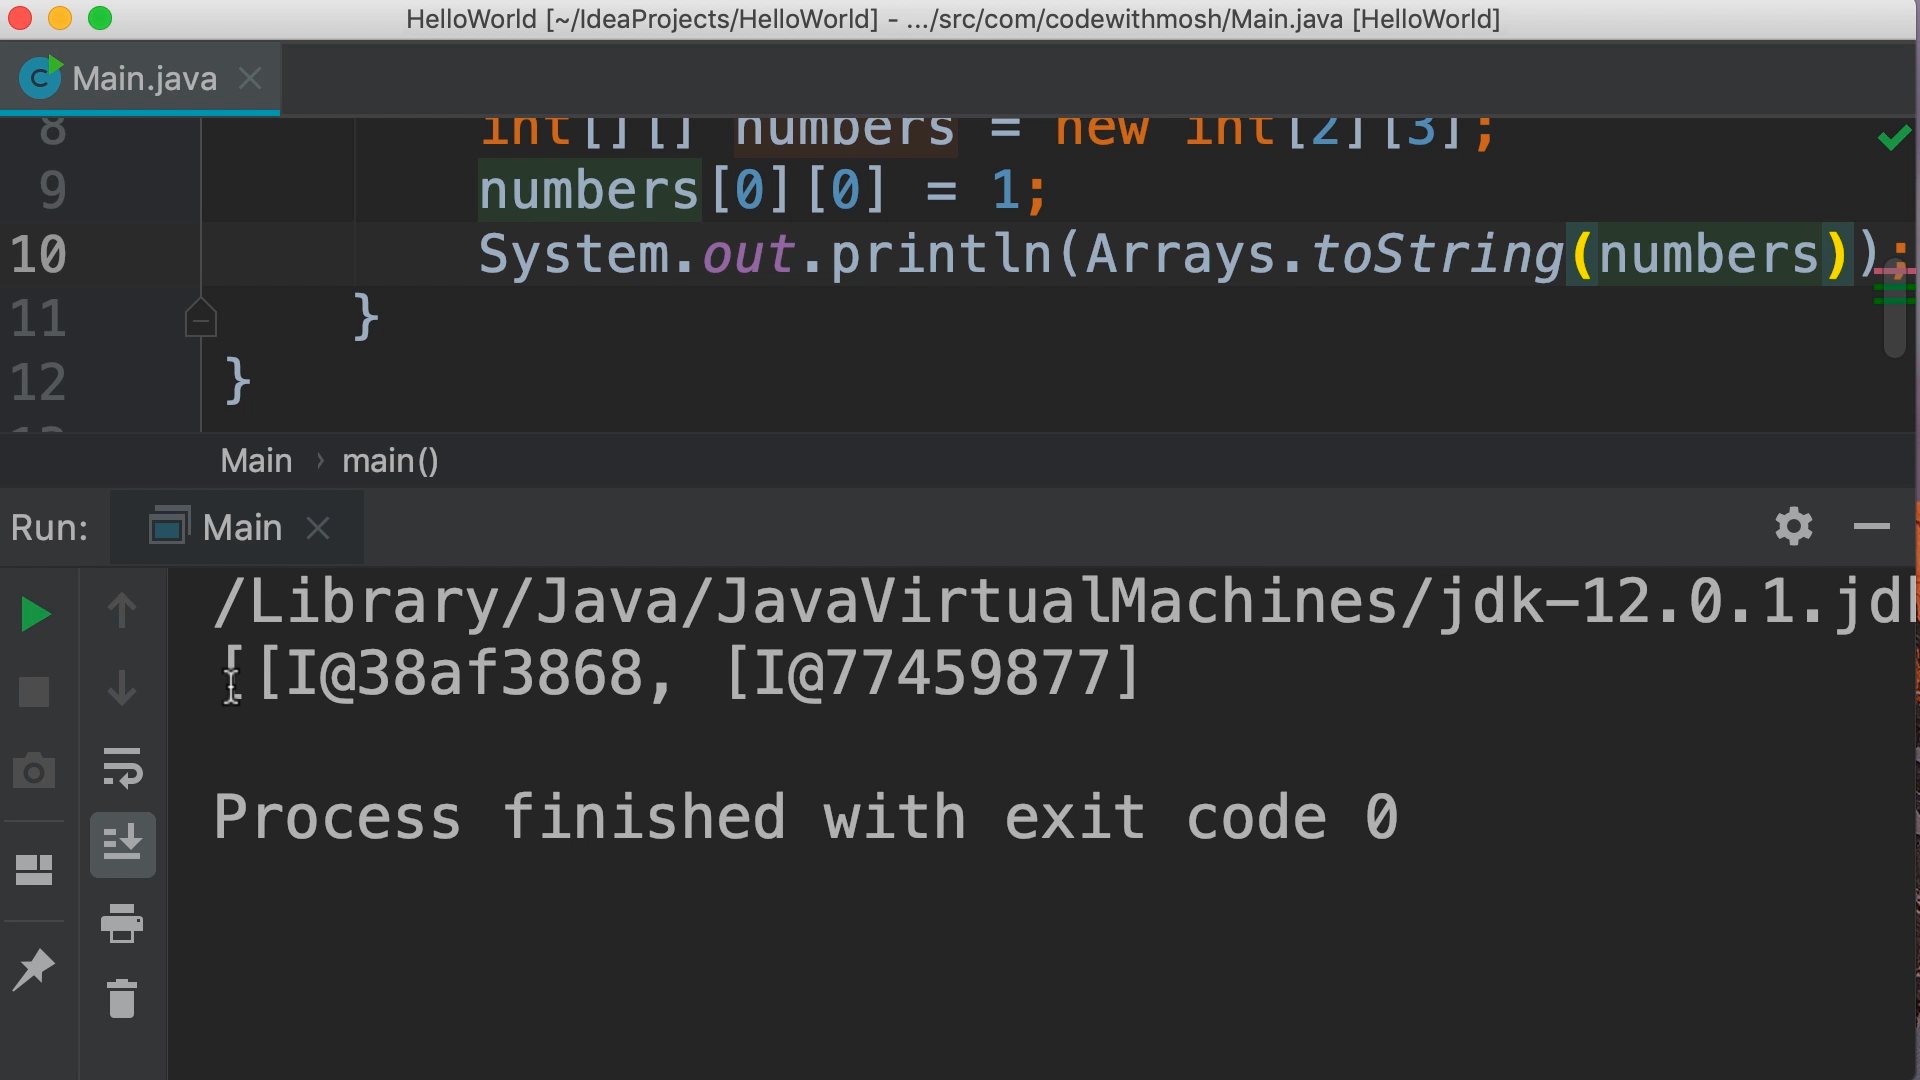 HelloWorld [~/IdeaProjects/HelloWorld] - .../src/com/codewithmosh/Main.java [HelloWorld]
Main.java
8 int[][] numbers = new int[2][3];
9 numbers[0][0] = 1;
10 System.out.println(Arrays.toString(numbers));
11 }
12 }
Main › main()
Run: Main
/Library/Java/JavaVirtualMachines/jdk-12.0.1.jdk
[[I@38af3868, [I@77459877]
Process finished with exit code 0